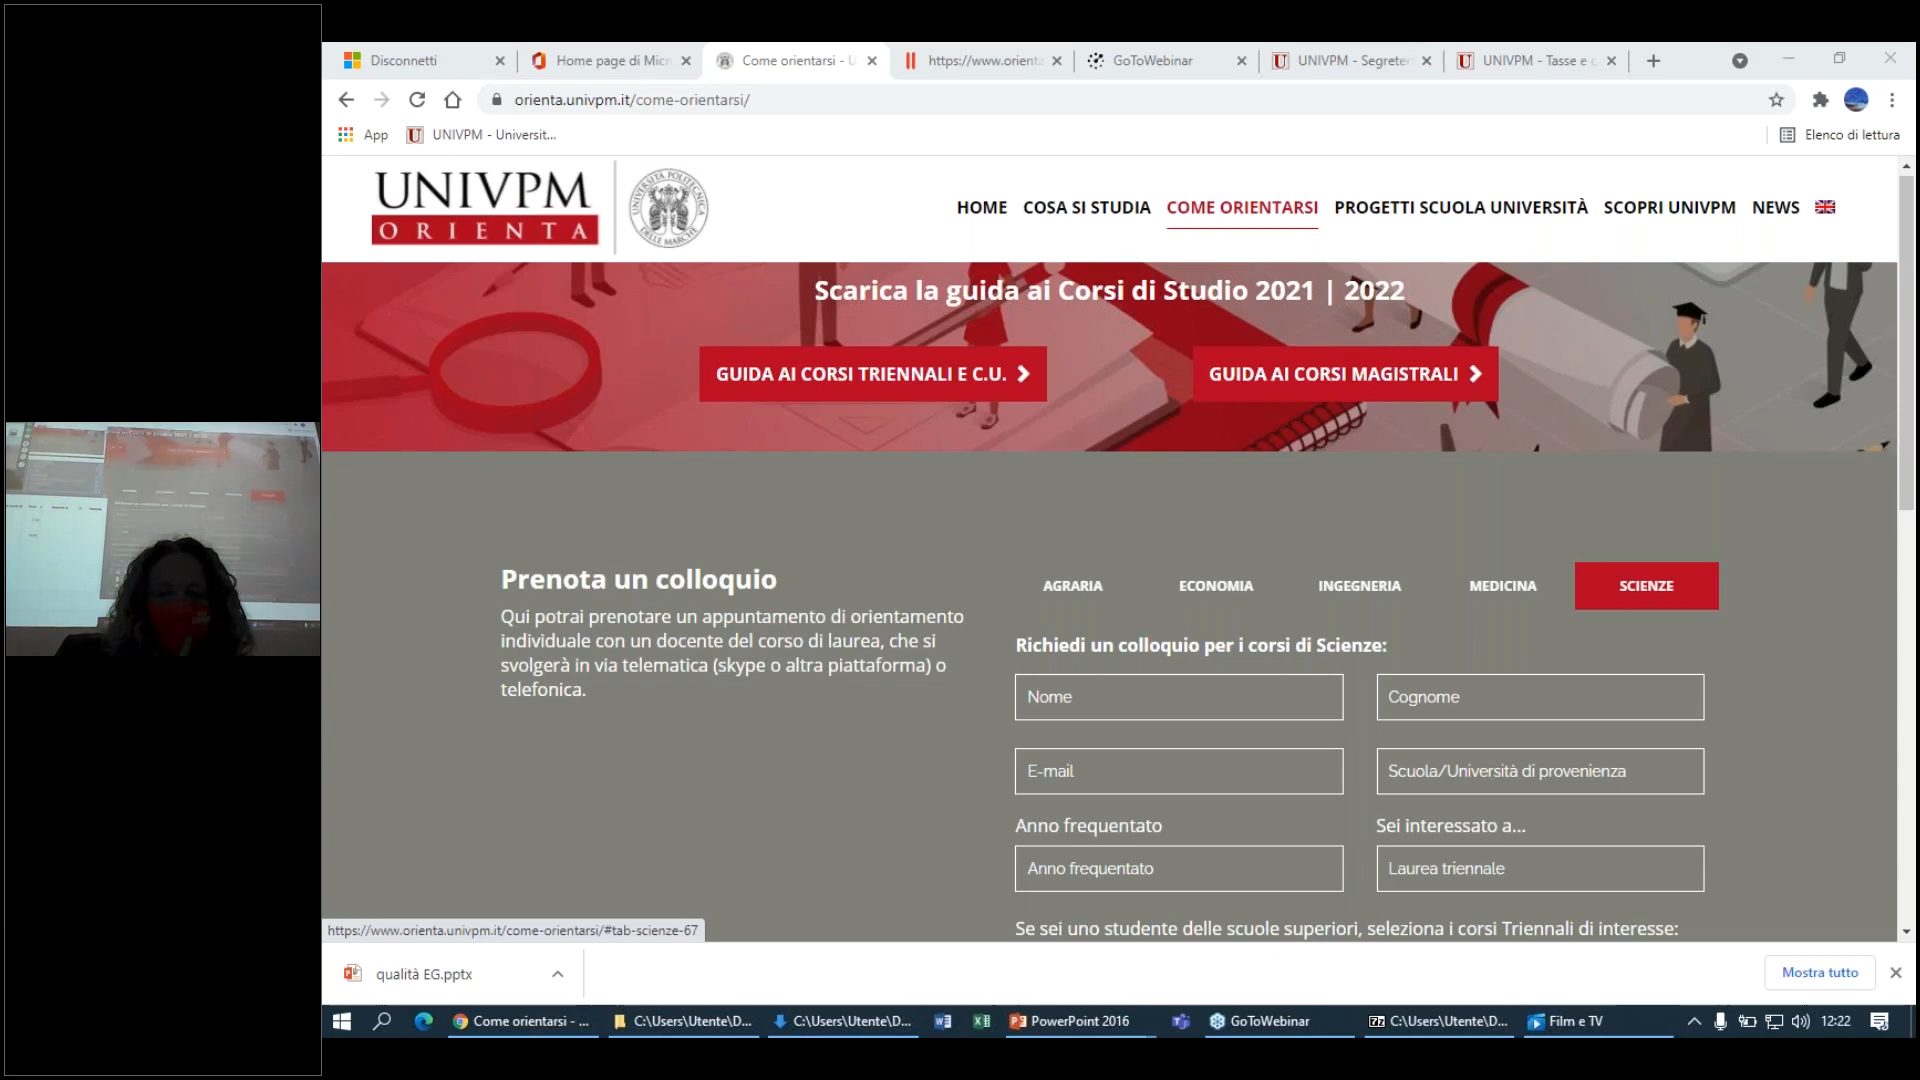 Disconnetti
Home page di Micr
Come orientarsi - U
https://www.orienta
GoToWebinar
UNIVPM - Segreter
UNIVPM - Tasse e c
orienta.univpm.it/come-orientarsi/
App
UNIVPM - Universit...
Elenco di lettura
UNIVPM
ORIENTA
UNIVERSITÀ POLITECNICA DELLE MARCHE
HOME
COSA SI STUDIA
COME ORIENTARSI
PROGETTI SCUOLA UNIVERSITÀ
SCOPRI UNIVPM
NEWS
Scarica la guida ai Corsi di Studio 2021 | 2022
GUIDA AI CORSI TRIENNALI E C.U.
GUIDA AI CORSI MAGISTRALI
Prenota un colloquio
Qui potrai prenotare un appuntamento di orientamento
individuale con un docente del corso di laurea, che si
svolgerà in via telematica (skype o altra piattaforma) o
telefonica.
AGRARIA
ECONOMIA
INGEGNERIA
MEDICINA
SCIENZE
Richiedi un colloquio per i corsi di Scienze:
Nome
Cognome
E-mail
Scuola/Università di provenienza
Anno frequentato
Sei interessato a...
Anno frequentato
Laurea triennale
Se sei uno studente delle scuole superiori, seleziona i corsi Triennali di interesse:
https://www.orienta.univpm.it/come-orientarsi/#tab-scienze-67
qualità EG.pptx
Mostra tutto
Come orientarsi - ...
C:\Users\Utente\D...
C:\Users\Utente\D...
PowerPoint 2016
GoToWebinar
C:\Users\Utente\D...
Film e TV
12:22